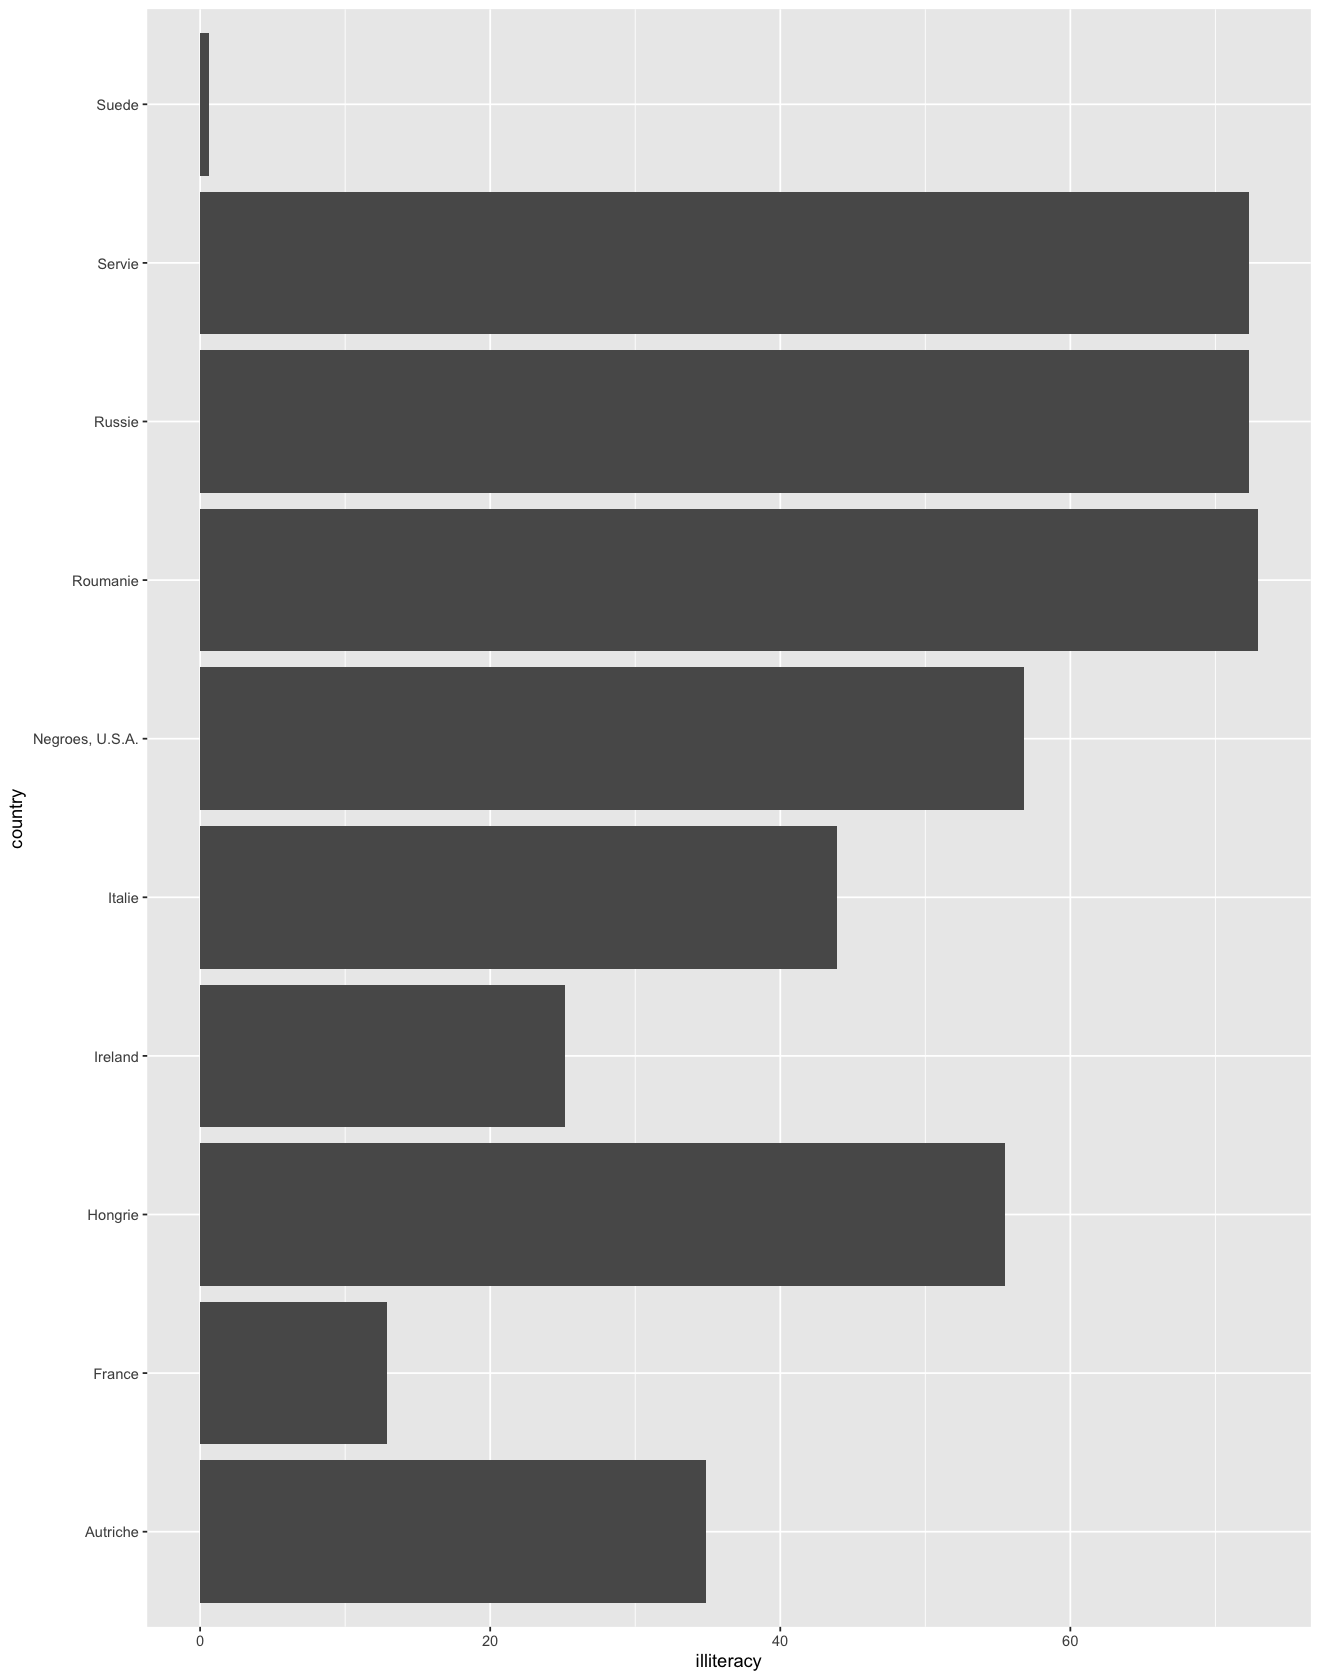 Suede
Servie
Russie
Roumanie
Negroes, U.S.A.
Italie
Ireland
Hongrie
France
Autriche
country
0 20 40 60
illiteracy